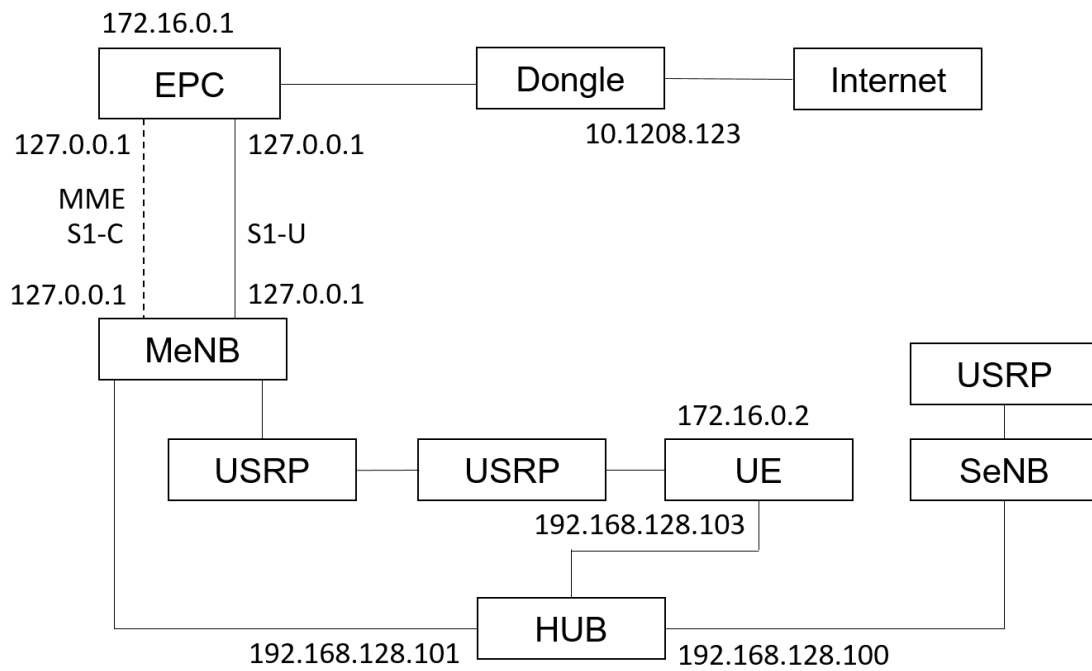 172.16.0.1
EPC
Dongle
Internet
127.0.0.1
127.0.0.1
10.1208.123
MME
S1-C
S1-U
127.0.0.1
127.0.0.1
MeNB
USRP
172.16.0.2
USRP
USRP
UE
SeNB
192.168.128.103
HUB
192.168.128.101
192.168.128.100